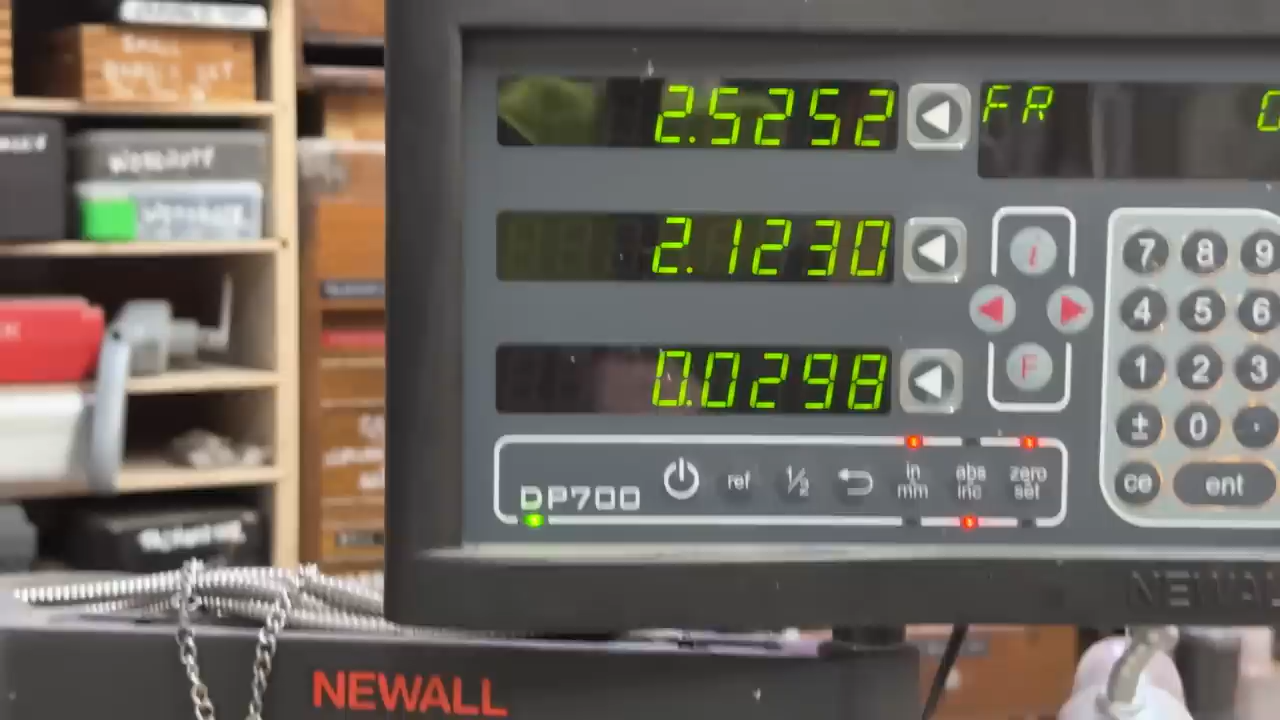 2.5252
FR
2.1230
0.0298
i
F
7 8 9
4 5 6
1 2 3
± 0 .
ce ent
DP700
ref
½
in
mm
abs
inc
zero
set
NEWALL